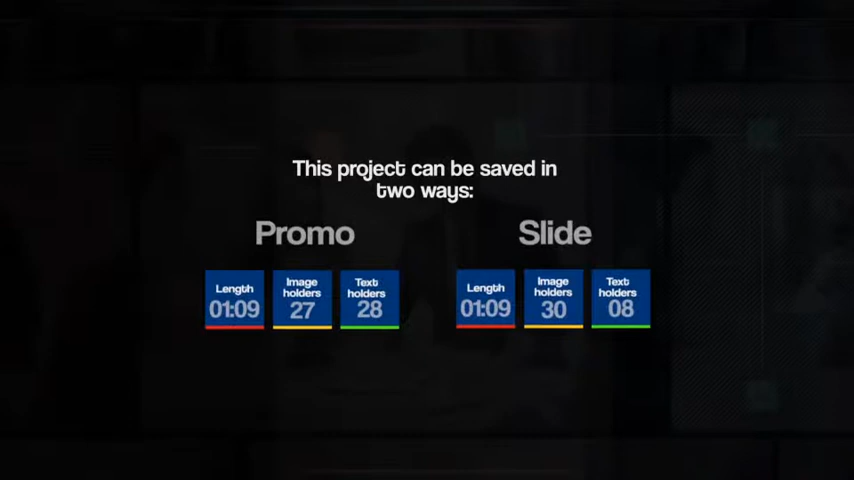 This project can be saved in
two ways:
Promo
Length
01:09
Image
holders
27
Text
holders
28
Slide
Length
01:09
Image
holders
30
Text
holders
08